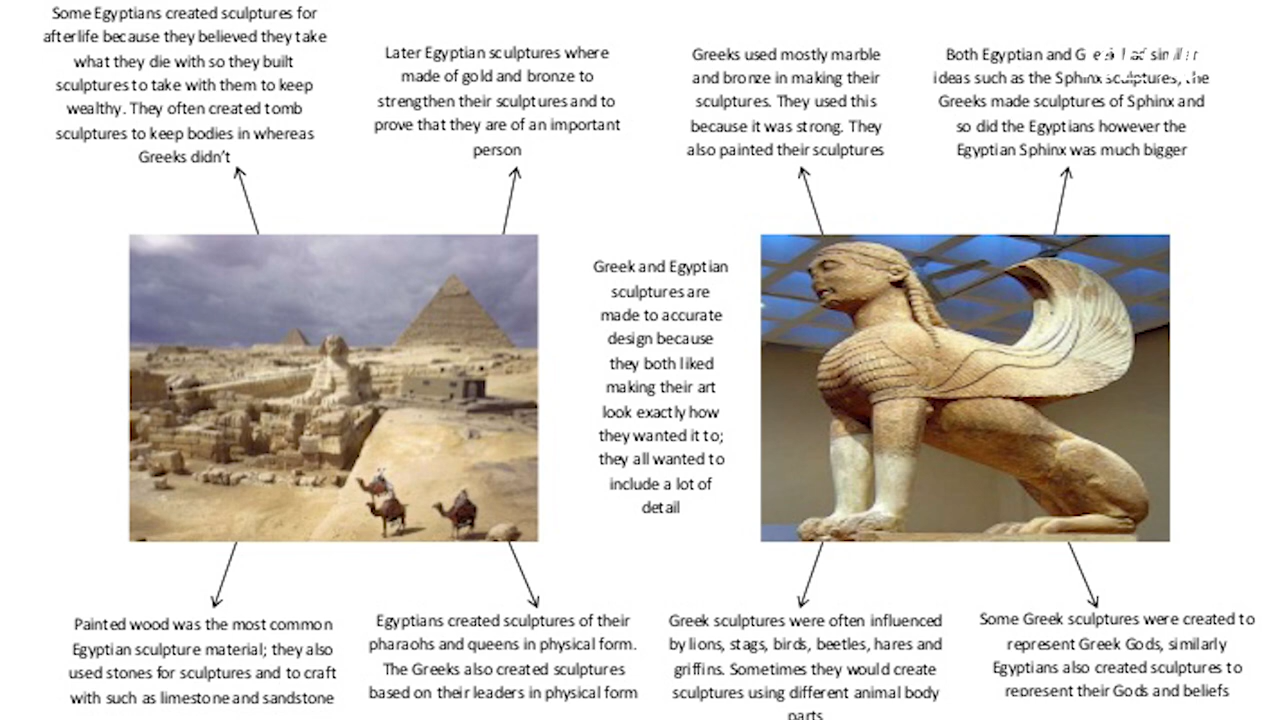 Some Egyptians created sculptures for
afterlife because they believed they take
what they die with so they built
sculptures to take with them to keep
wealthy. They often created tomb
sculptures to keep bodies in whereas
Greeks didn't
Later Egyptian sculptures where
made of gold and bronze to
strengthen their sculptures and to
prove that they are of an important
person
Greeks used mostly marble
and bronze in making their
sculptures. They used this
because it was strong. They
also painted their sculptures
Both Egyptian and
ideas such as the Sphinx sculptures, the
Greeks made sculptures of Sphinx and
so did the Egyptians however the
Egyptian Sphinx was much bigger
Greek and Egyptian
sculptures are
made to accurate
design because
they both liked
making their art
look exactly how
they wanted it to;
they all wanted to
include a lot of
detail
Painted wood was the most common
Egyptian sculpture material; they also
used stones for sculptures and to craft
with such as limestone and sandstone
Egyptians created sculptures of their
pharaohs and queens in physical form.
The Greeks also created sculptures
based on their leaders in physical form
Greek sculptures were often influenced
by lions, stags, birds, beetles, hares and
griffins. Sometimes they would create
sculptures using different animal body
parts
Some Greek sculptures were created to
represent Greek Gods, similarly
Egyptians also created sculptures to
represent their Gods and beliefs